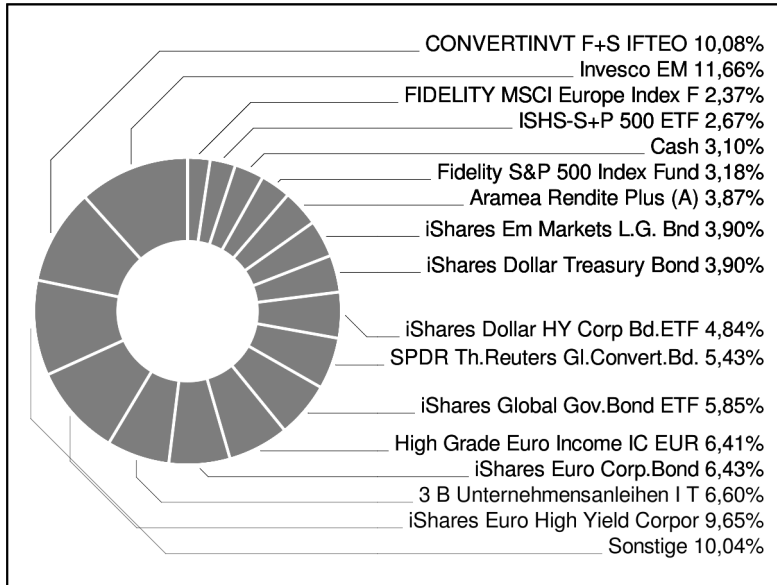 CONVERTINVT F+S IFTEO 10,08%
Invesco EM 11,66%
FIDELITY MSCI Europe Index F 2,37%
ISHS-S+P 500 ETF 2,67%
Cash 3,10%
Fidelity S&P 500 Index Fund 3,18%
Aramea Rendite Plus (A) 3,87%
iShares Em Markets L.G. Bnd 3,90%
iShares Dollar Treasury Bond 3,90%
iShares Dollar HY Corp Bd.ETF 4,84%
SPDR Th.Reuters Gl.Convert.Bd. 5,43%
iShares Global Gov.Bond ETF 5,85%
High Grade Euro Income IC EUR 6,41%
iShares Euro Corp.Bond 6,43%
3 B Unternehmensanleihen I T 6,60%
iShares Euro High Yield Corpor 9,65%
Sonstige 10,04%